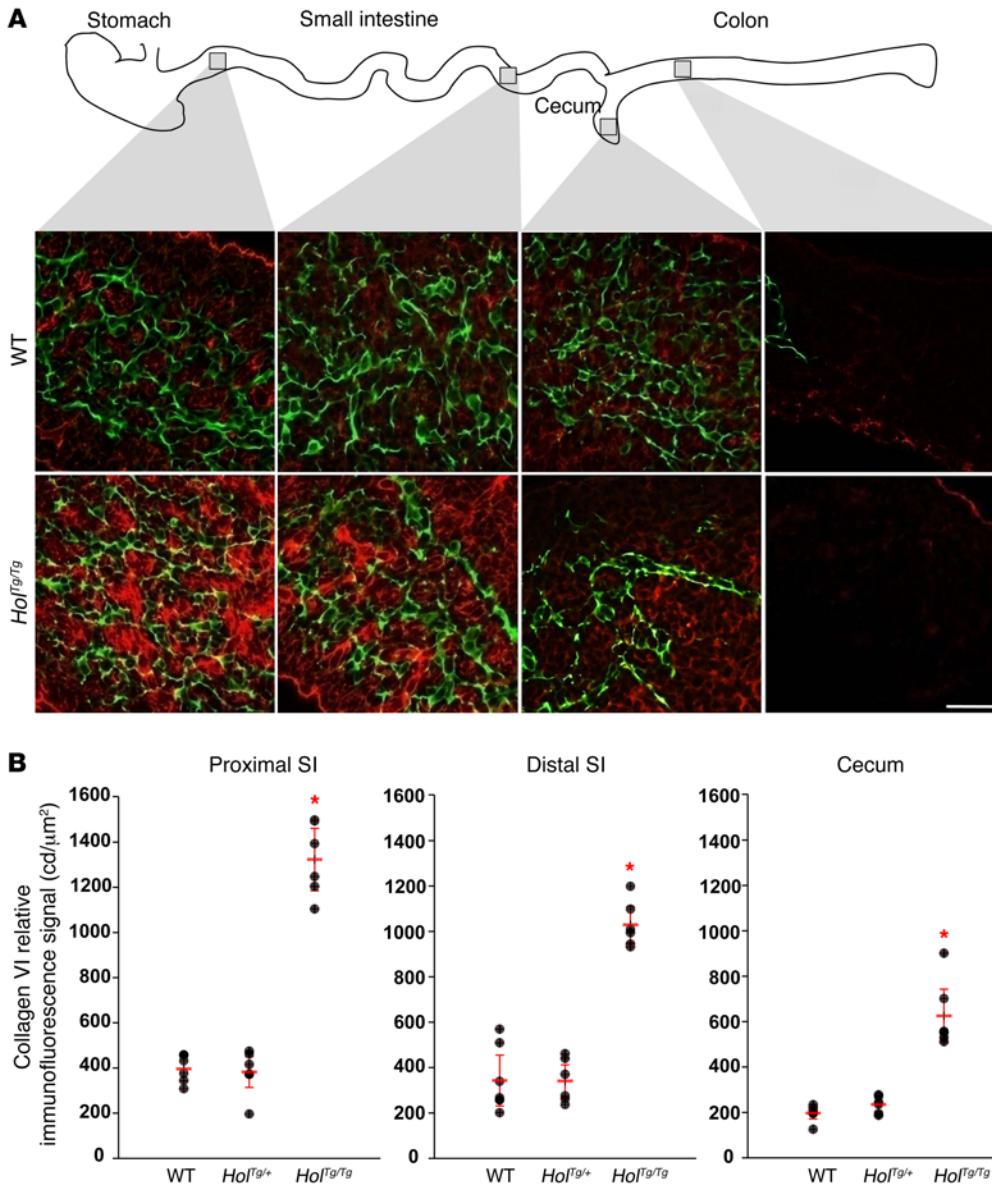 A
Stomach
Small intestine
Colon
Cecum
WT
Hol^Tg/Tg
B
Proximal SI
Distal SI
Cecum
Collagen VI relative
immunofluorescence signal (cd/μm²)
1600
1400
1200
1000
800
600
400
200
0
*
WT
Hol^Tg/+
Hol^Tg/Tg
1600
1400
1200
1000
800
600
400
200
0
*
WT
Hol^Tg/+
Hol^Tg/Tg
1600
1400
1200
1000
800
600
400
200
0
*
WT
Hol^Tg/+
Hol^Tg/Tg